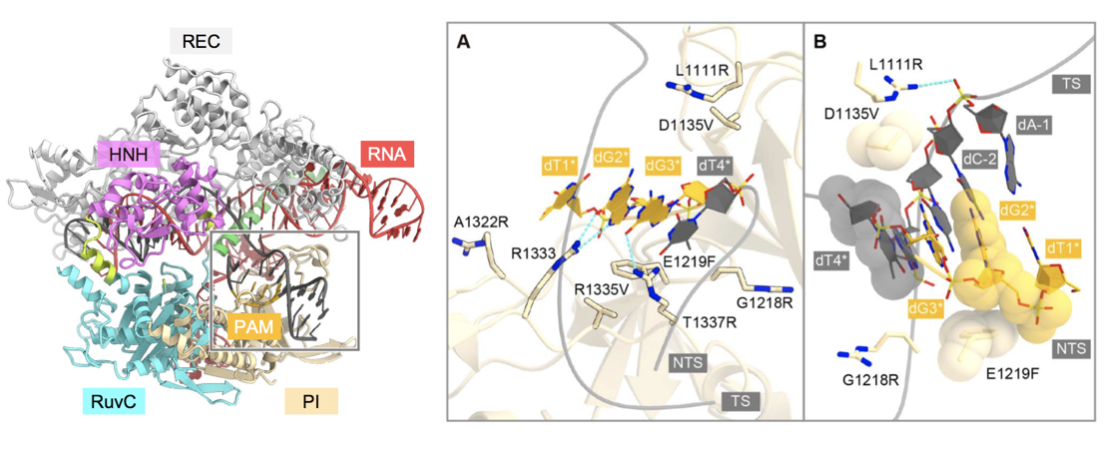 REC
HNH
RNA
PAM
RuvC
PI
A
L1111R
D1135V
dT1*
dG2*
dG3*
dT4*
A1322R
R1333
E1219F
R1335V
G1218R
T1337R
NTS
TS
B
L1111R
TS
D1135V
dA-1
dC-2
dG2*
dT1*
dT4*
dG3*
NTS
E1219F
G1218R